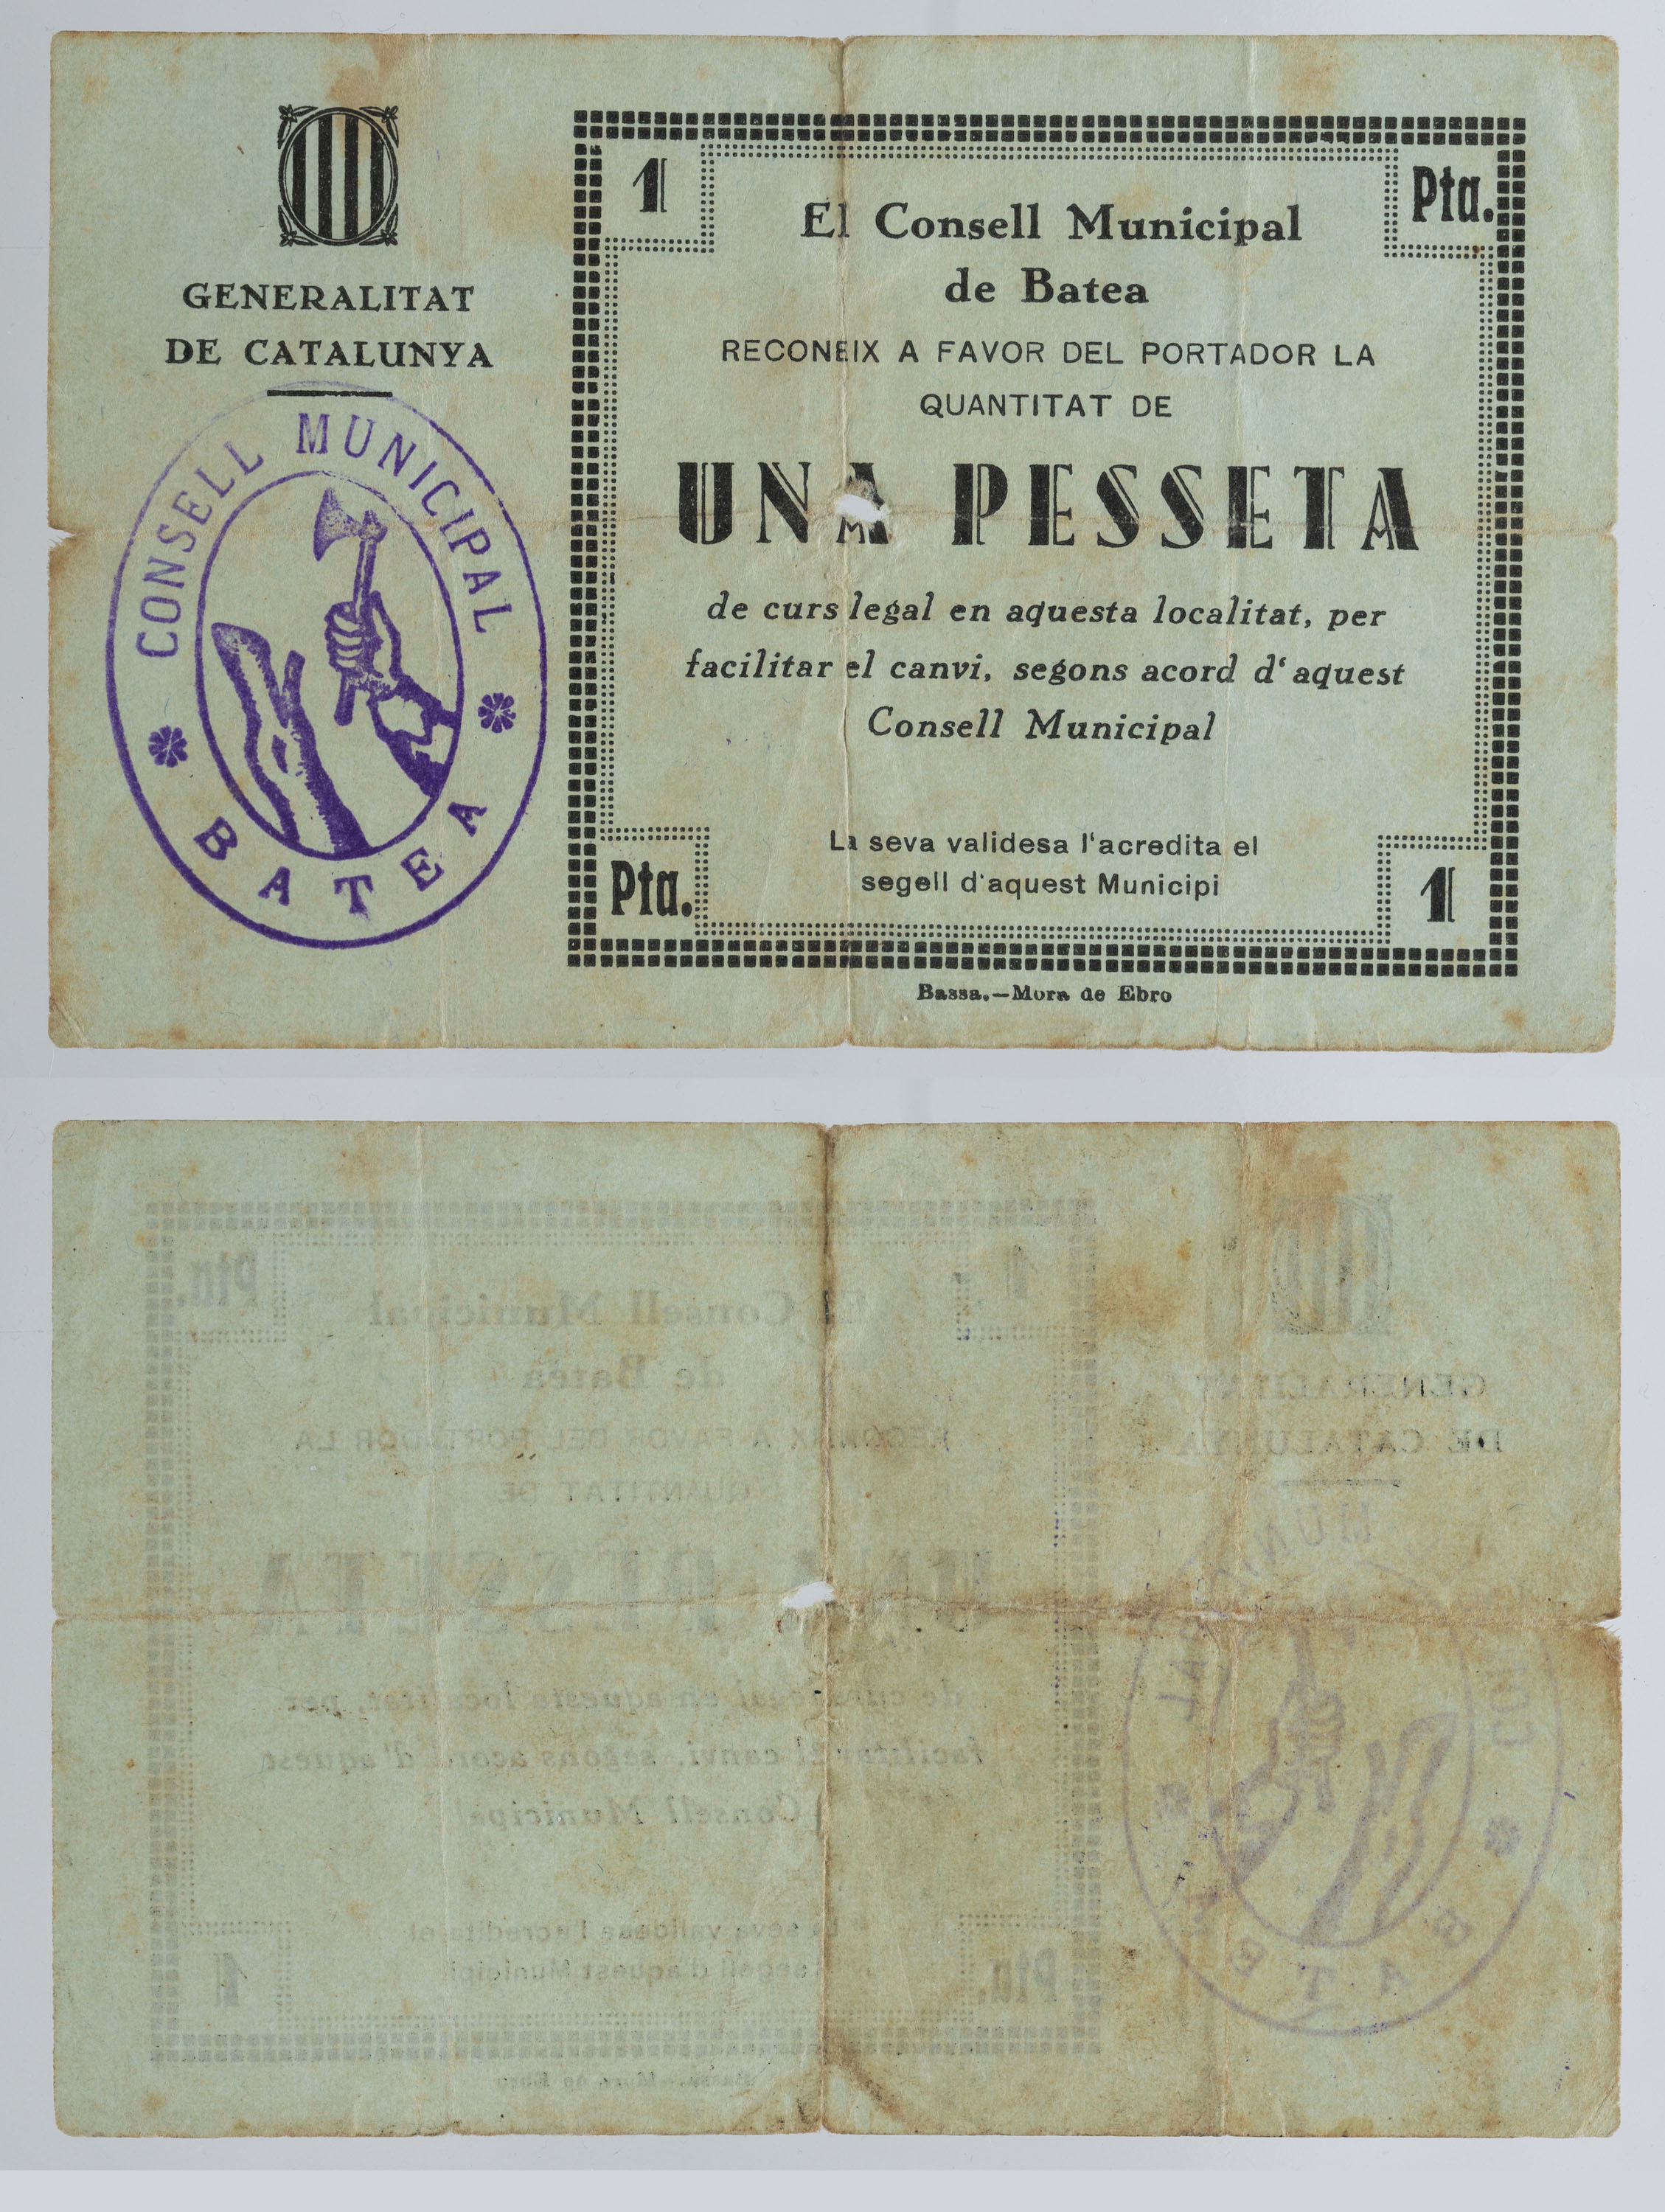 GENERALITAT
DE CATALUNYA
CONSELL MUNICIPAL
BATEA
1
Pta.
El Consell Municipal
de Batea
RECONEIX A FAVOR DEL PORTADOR LA
QUANTITAT DE
UNA PESSETA
de curs legal en aquesta localitat, per
facilitar el canvi, segons acord d'aquest
Consell Municipal
La seva validesa l'acredita el
segell d'aquest Municipi
Pta.
1
Bassa.—Mora de Ebro